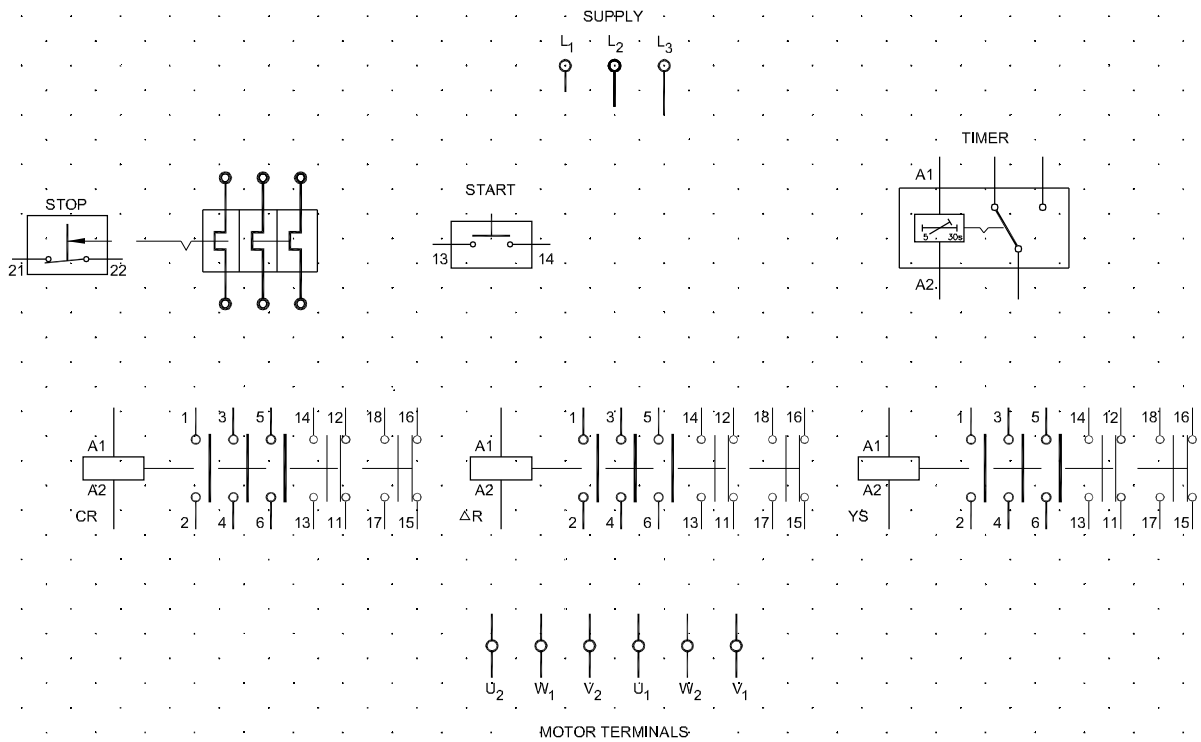 SUPPLY
L1 L2 L3
TIMER
A1
START
STOP
5 30s
13 14
21 22
A2
1 3 5 14 12 18 16 1 3 5 14 12 18 16 1 3 5 14 12 18 16
A1 A1 A1
A2 A2 A2
CR 2 4 6 13 11 17 15 ΔR 2 4 6 13 11 17 15 YS 2 4 6 13 11 17 15
U2 W1 V2 U1 W2 V1
MOTOR TERMINALS